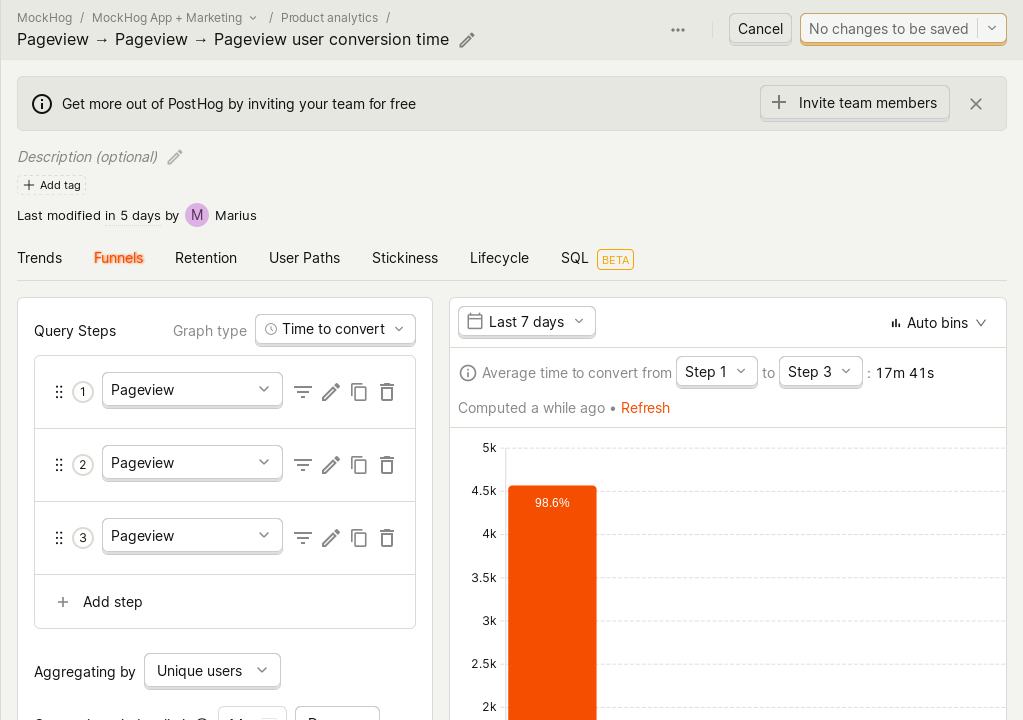 MockHog / MockHog App + Marketing / Product analytics /
Pageview → Pageview → Pageview user conversion time
Cancel
No changes to be saved
Get more out of PostHog by inviting your team for free
Invite team members
Description (optional)
Add tag
Last modified in 5 days by M Marius
Trends Funnels Retention User Paths Stickiness Lifecycle SQL BETA
Query Steps Graph type Time to convert
1 Pageview
2 Pageview
3 Pageview
Add step
Aggregating by Unique users
Last 7 days
Auto bins
Average time to convert from Step 1 to Step 3 : 17m 41s
Computed a while ago • Refresh
5k
4.5k
98.6%
4k
3.5k
3k
2.5k
2k